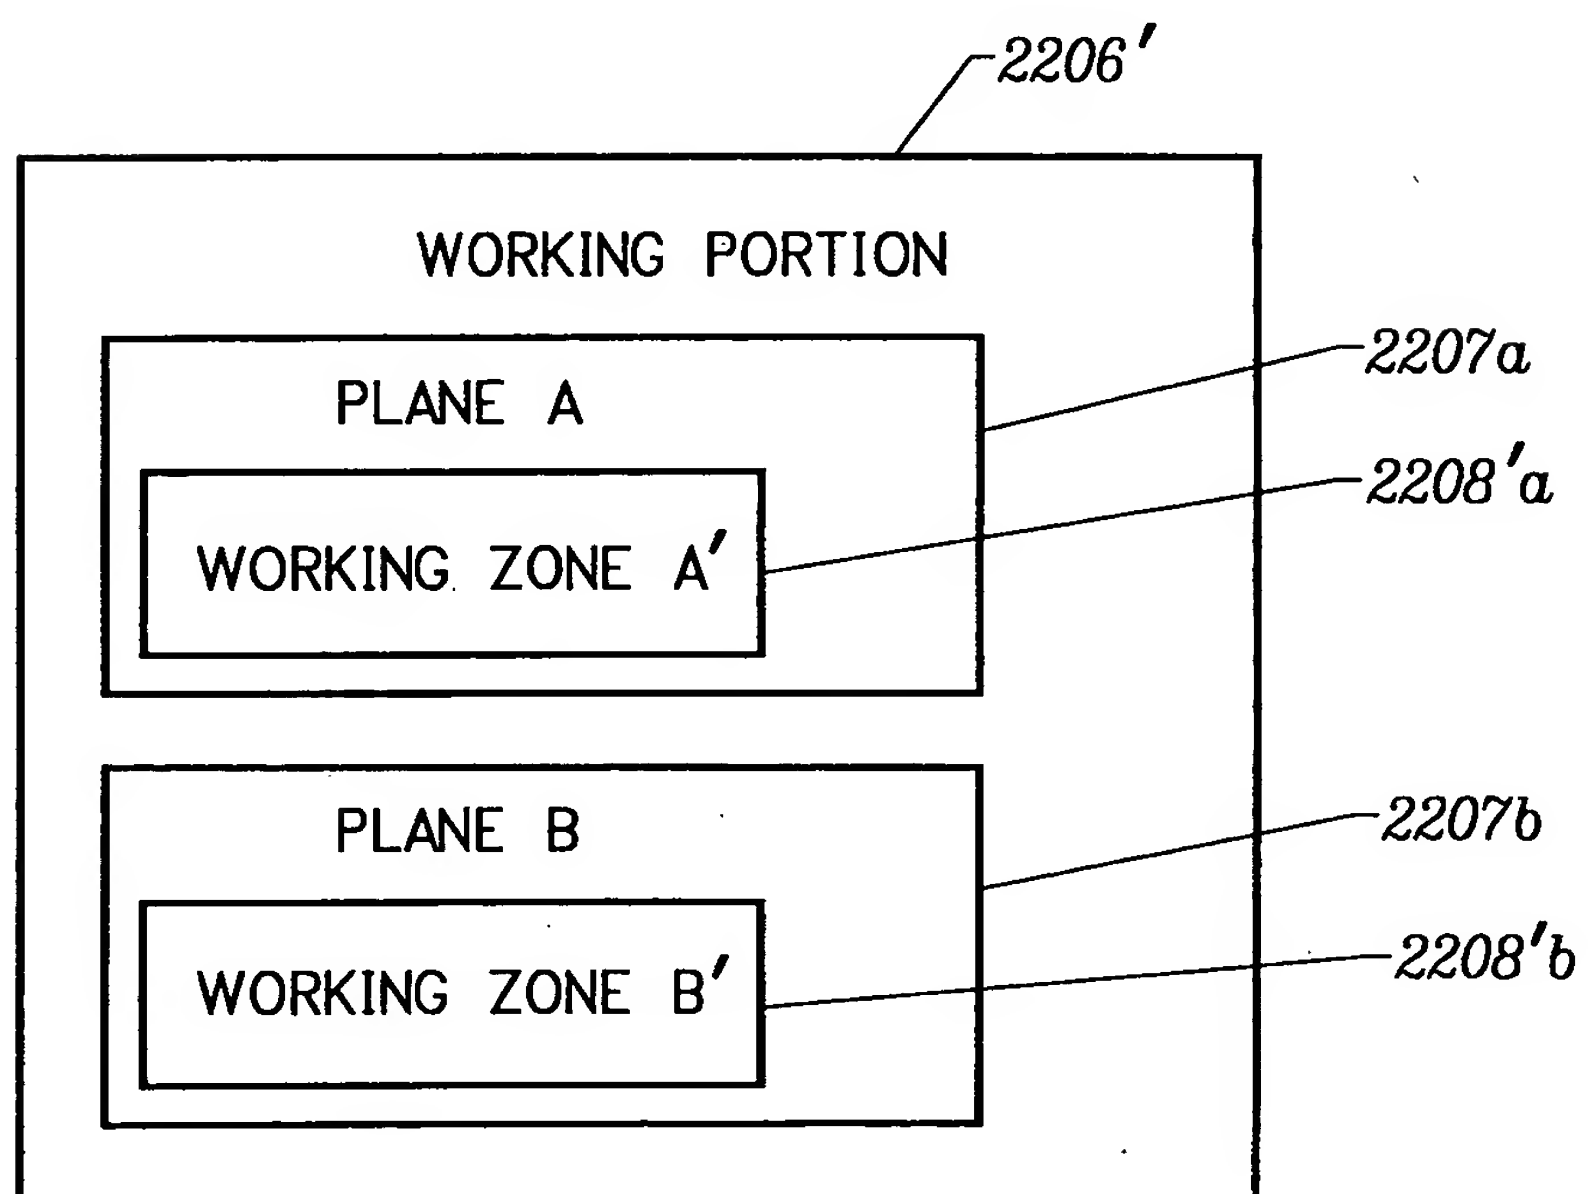 2206'
WORKING PORTION
2207a
PLANE A
2208'a
WORKING ZONE A'
2207b
PLANE B
2208'b
WORKING ZONE B'